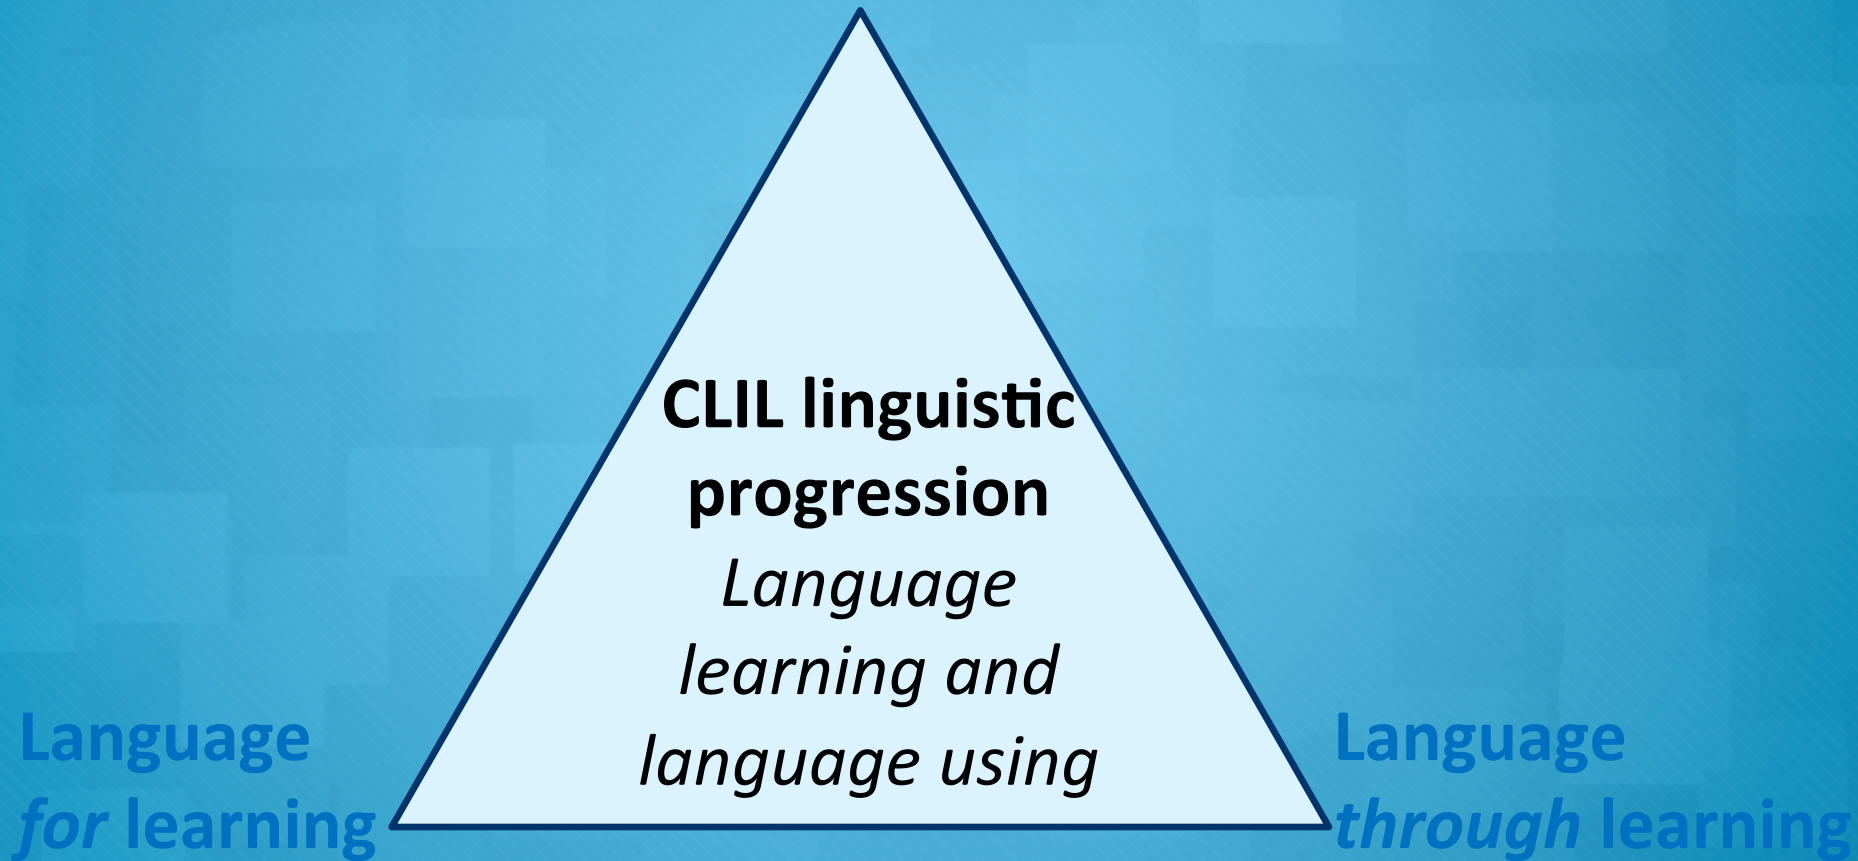 CLIL linguistic
progression
Language
learning and
language using
Language
for learning
Language
through learning